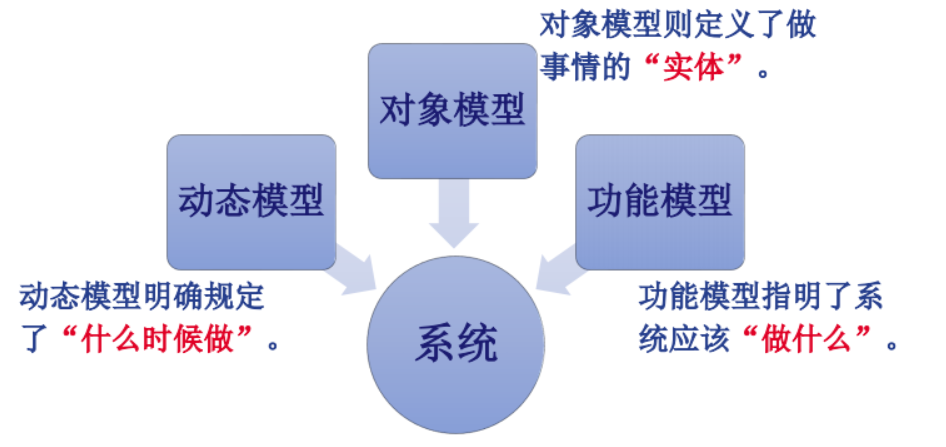 对象模型则定义了做
事情的“实体”。
对象模型
动态模型
功能模型
动态模型明确规定
了“什么时候做”。
功能模型指明了系
统应该“做什么”。
系统